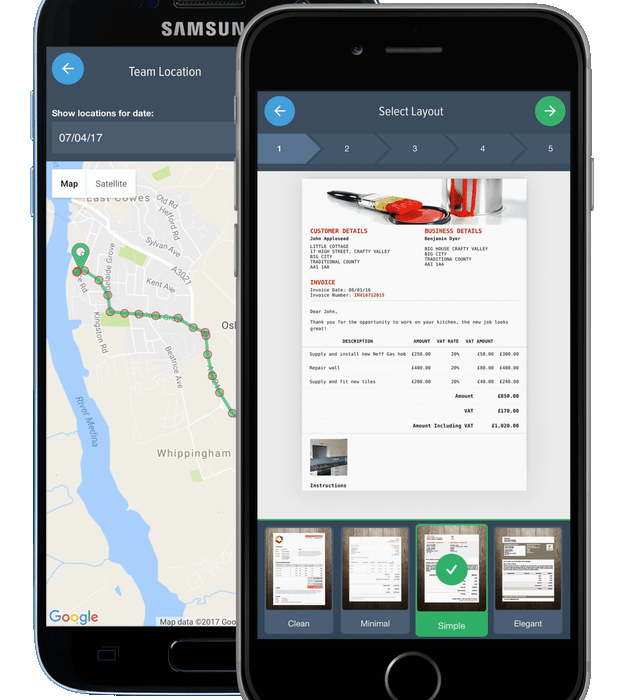 SAMSUN
Team Location
Show locations for date:
07/04/17
Map
Satellite
East Cowes
Old Rd
Hefford Rd
Sylvan Ave
A3021
Adelaide Grove
Kent Ave
Kingston Rd
Beatrice Ave
River Medina
Whippingham
Google
Map data ©2017 Goo
Select Layout
1
2
3
4
5
CUSTOMER DETAILS
John Appleseed
LITTLE COTTAGE
17 HIGH STREET, CRAFTY VALLEY
BIG CITY
TRADITIONAL COUNTY
AA1 1AA
BUSINESS DETAILS
Benjamin Dyer
BIG HOUSE CRAFTY VALLEY
BIG CITY
TRADITIONA COUNTY
AA1 1AA
INVOICE
Invoice Date: 06/01/16
Invoice Number: INV16712015
Dear John,
Thank you for the opportunity to work on your kitchen, the new job looks
great!
DESCRIPTION AMOUNT VAT RATE VAT AMOUNT
Supply and install new Neff Gas hob £250.00 20% £50.00 £300.00
Repair wall £400.00 20% £80.00 £480.00
Supply and fit new tiles £200.00 20% £40.00 £240.00
Amount £850.00
VAT £170.00
Amount Including VAT £1,020.00
Instructions
Clean
Minimal
Simple
Elegant